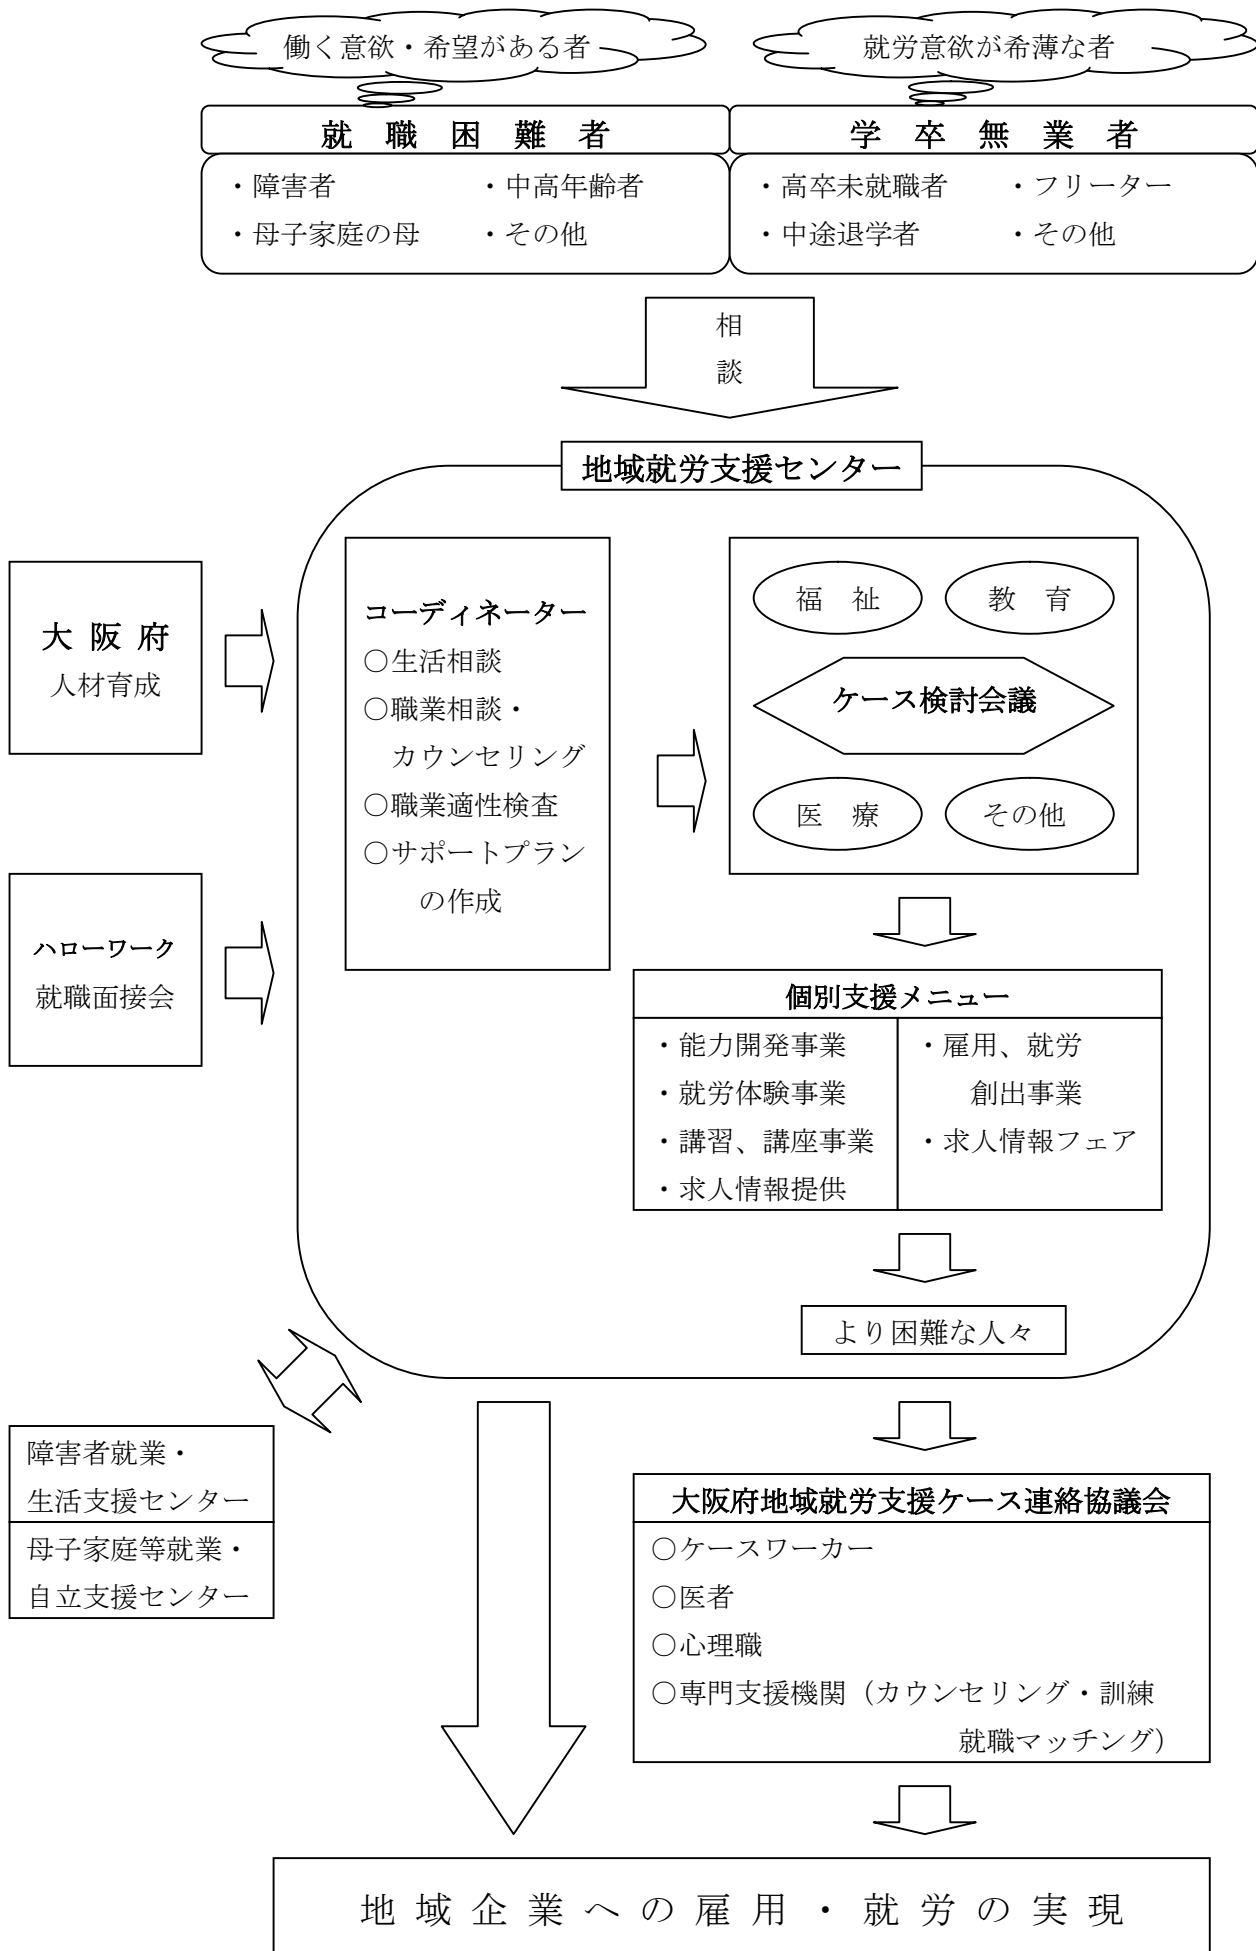 働く意欲・希望がある者
就労意欲が希薄な者
就職困難者
学卒無業者
・障害者
・中高年齢者
・母子家庭の母
・その他
・高卒未就職者
・フリーター
・中途退学者
・その他
相
談
地域就労支援センター
大阪府
人材育成
ハローワーク
就職面接会
コーディネーター
○生活相談
○職業相談・
カウンセリング
○職業適性検査
○サポートプラン
の作成
福祉
教育
ケース検討会議
医療
その他
個別支援メニュー
・能力開発事業
・就労体験事業
・講習、講座事業
・求人情報提供
・雇用、就労
創出事業
・求人情報フェア
より困難な人々
障害者就業・
生活支援センター
母子家庭等就業・
自立支援センター
大阪府地域就労支援ケース連絡協議会
○ケースワーカー
○医者
○心理職
○専門支援機関（カウンセリング・訓練
就職マッチング）
地域企業への雇用・就労の実現